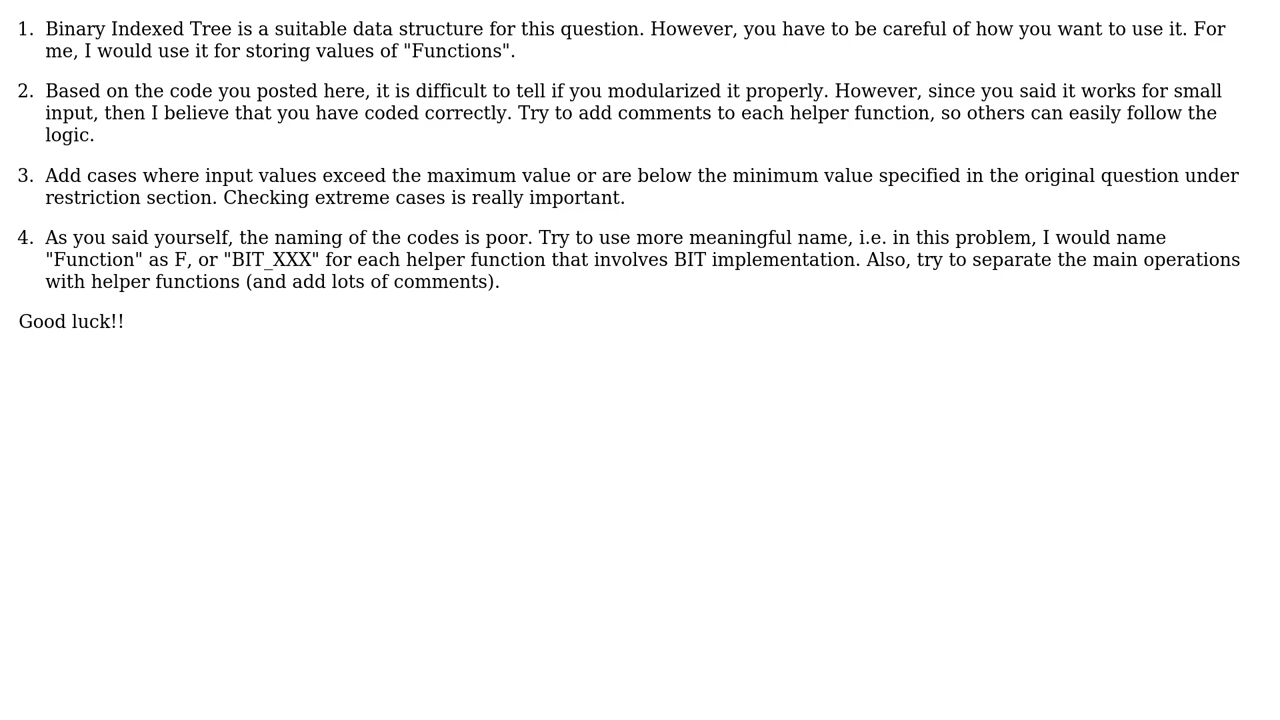 1. Binary Indexed Tree is a suitable data structure for this question. However, you have to be careful of how you want to use it. For
me, I would use it for storing values of "Functions".
2. Based on the code you posted here, it is difficult to tell if you modularized it properly. However, since you said it works for small
input, then I believe that you have coded correctly. Try to add comments to each helper function, so others can easily follow the
logic.
3. Add cases where input values exceed the maximum value or are below the minimum value specified in the original question under
restriction section. Checking extreme cases is really important.
4. As you said yourself, the naming of the codes is poor. Try to use more meaningful name, i.e. in this problem, I would name
"Function" as F, or "BIT_XXX" for each helper function that involves BIT implementation. Also, try to separate the main operations
with helper functions (and add lots of comments).
Good luck!!